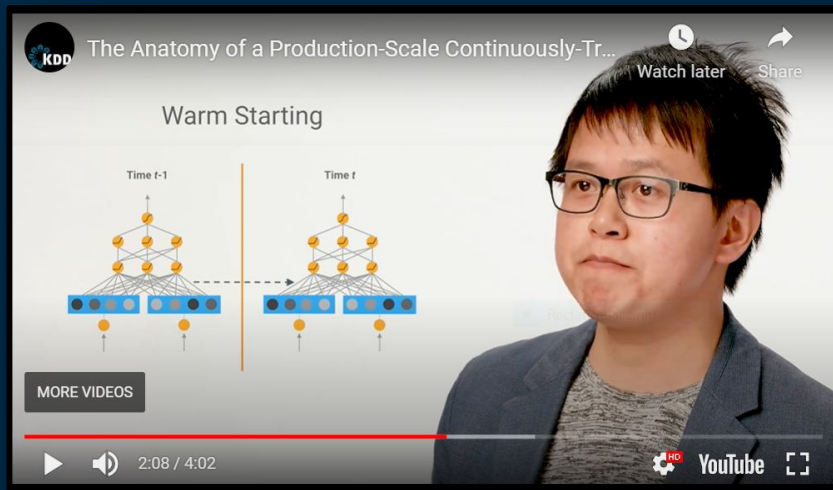 KDD
The Anatomy of a Production-Scale Continuously-Tr...
Watch later
Share
Warm Starting
Time t-1
Time t
MORE VIDEOS
2:08 / 4:02
HD
YouTube